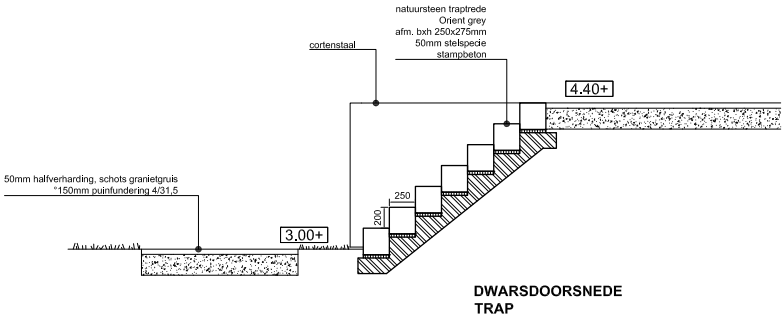 natuursteen traptrede
Orient grey
afm. bxh 250x275mm
50mm stelspecie
stampbeton
cortenstaal
4.40+
50mm halfverharding, schots granietgruis
°150mm puinfundering 4/31,5
250
200
3.00+
DWARSDOORSNEDE
TRAP